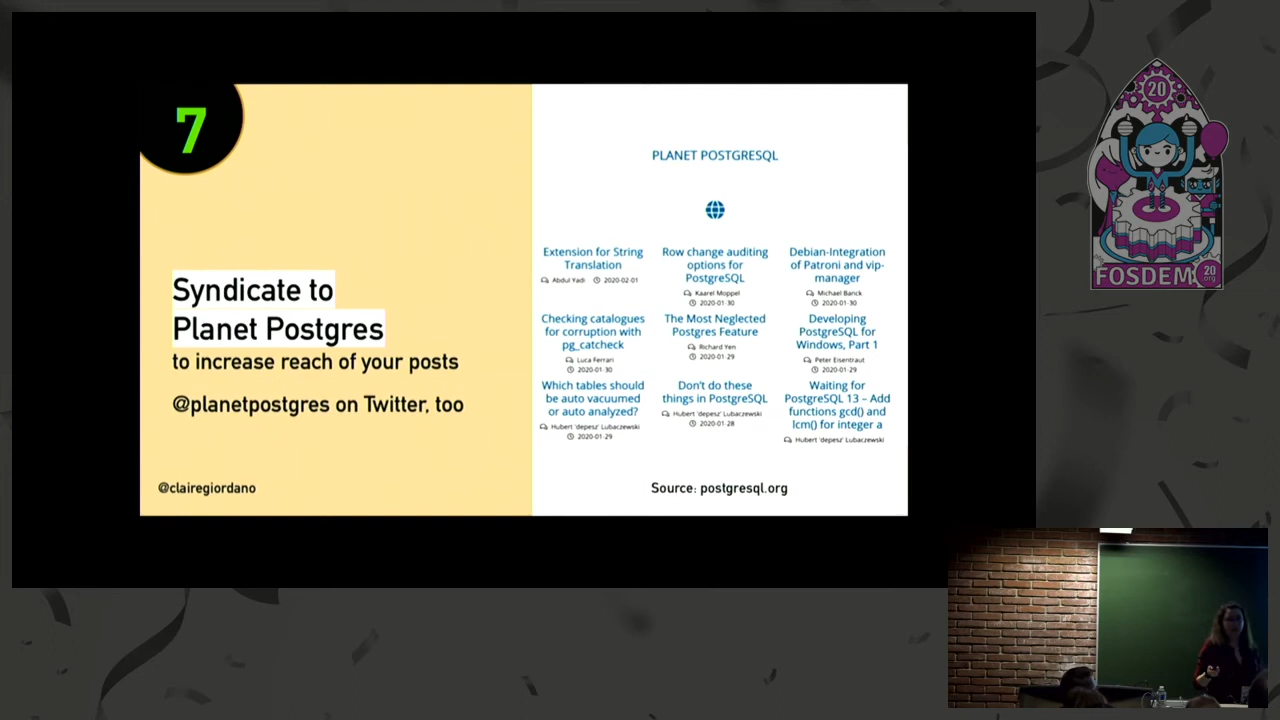 7
Syndicate to
Planet Postgres
to increase reach of your posts
@planetpostgres on Twitter, too
@clairegiordano
PLANET POSTGRESQL
Extension for String
Translation
Abdul Yadi 2020-02-01
Row change auditing
options for
PostgreSQL
Kaarel Moppel
2020-01-30
Debian-Integration
of Patroni and vip-
manager
Michael Banck
2020-01-30
Checking catalogues
for corruption with
pg_catcheck
Luca Ferrari
2020-01-30
The Most Neglected
Postgres Feature
Richard Yen
2020-01-29
Developing
PostgreSQL for
Windows, Part 1
Peter Eisentraut
2020-01-29
Which tables should
be auto vacuumed
or auto analyzed?
Hubert 'depesz' Lubaczewski
2020-01-29
Don't do these
things in PostgreSQL
Hubert 'depesz' Lubaczewski
2020-01-28
Waiting for
PostgreSQL 13 – Add
functions gcd() and
lcm() for integer a
Hubert 'depesz' Lubaczewski
Source: postgresql.org
20
FOSDEM
20
.org